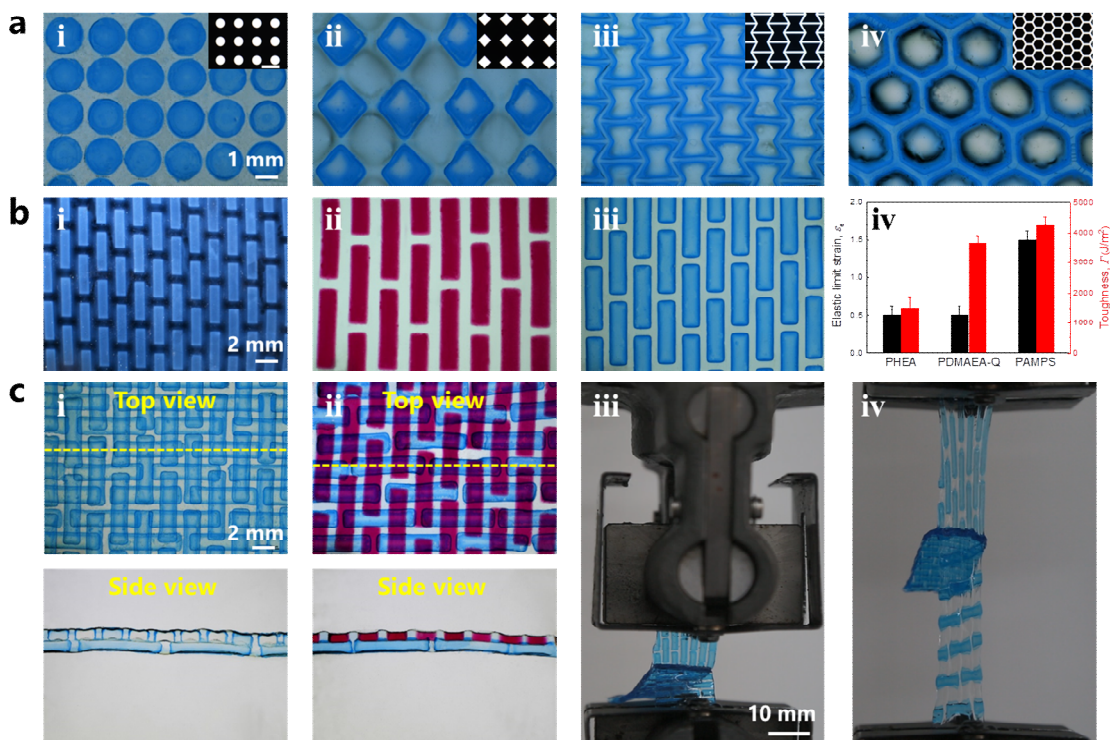 a
i
ii
iii
iv
1 mm
b
i
ii
iii
iv
2 mm
2.0
1.5
1.0
0.5
0.0
Elastic limit strain, εe
5000
4000
3000
2000
1000
0
Toughness, Γ (J/m²)
PHEA
PDMAEA-Q
PAMPS
c
i
Top view
2 mm
ii
Top view
iii
10 mm
iv
Side view
Side view